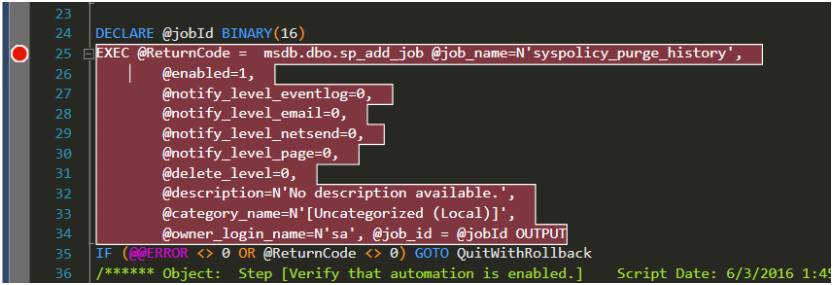 23
24 DECLARE @jobId BINARY(16)
25 EXEC @ReturnCode =  msdb.dbo.sp_add_job @job_name=N'syspolicy_purge_history',
26 @enabled=1,
27 @notify_level_eventlog=0,
28 @notify_level_email=0,
29 @notify_level_netsend=0,
30 @notify_level_page=0,
31 @delete_level=0,
32 @description=N'No description available.',
33 @category_name=N'[Uncategorized (Local)]',
34 @owner_login_name=N'sa', @job_id = @jobId OUTPUT
35 IF (@@ERROR <> 0 OR @ReturnCode <> 0) GOTO QuitWithRollback
36 /****** Object:  Step [Verify that automation is enabled.]    Script Date: 6/3/2016 1:45